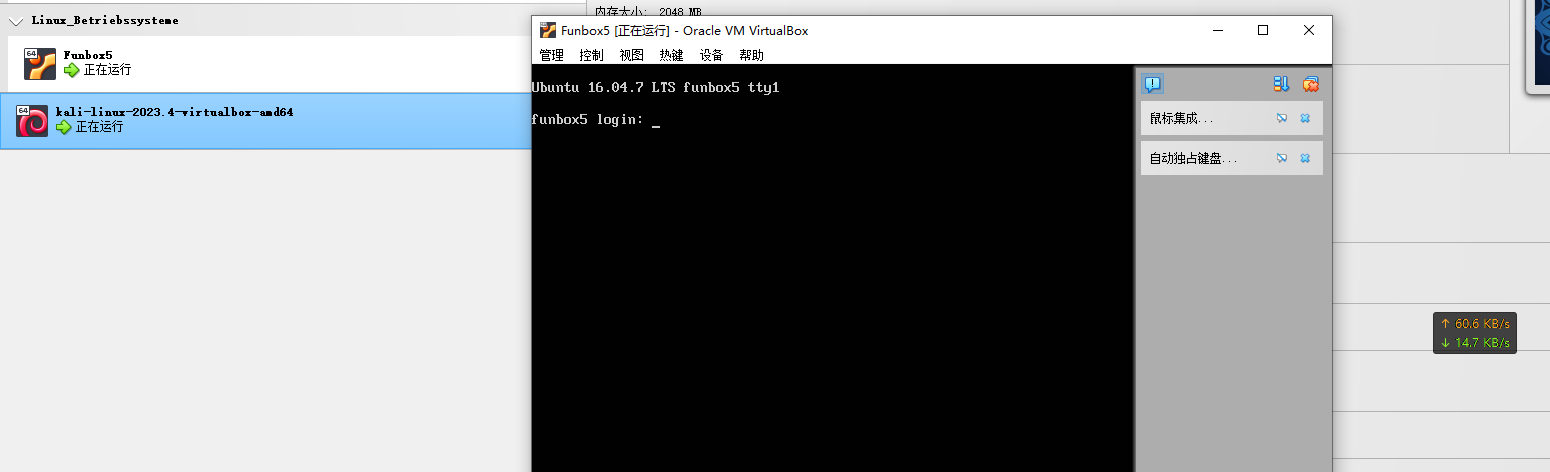 内存大小： 2048 MB
Linux_Betriebssysteme
64
Funbox5
正在运行
64
kali-linux-2023.4-virtualbox-amd64
正在运行
Funbox5 [正在运行] - Oracle VM VirtualBox
管理 控制 视图 热键 设备 帮助
Ubuntu 16.04.7 LTS funbox5 tty1
funbox5 login: _
鼠标集成...
自动独占键盘...
↑ 60.6 KB/s
↓ 14.7 KB/s